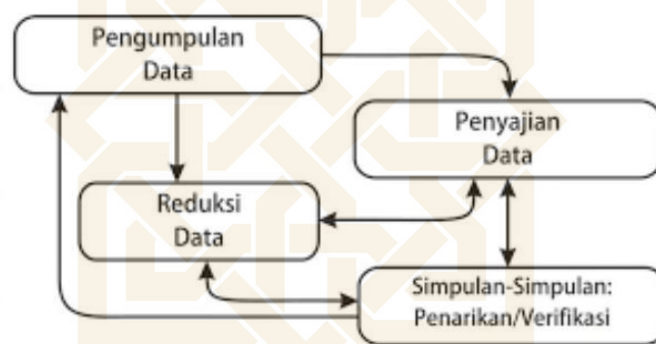 Pengumpulan
Data
Penyajian
Data
Reduksi
Data
Simpulan-Simpulan:
Penarikan/Verifikasi